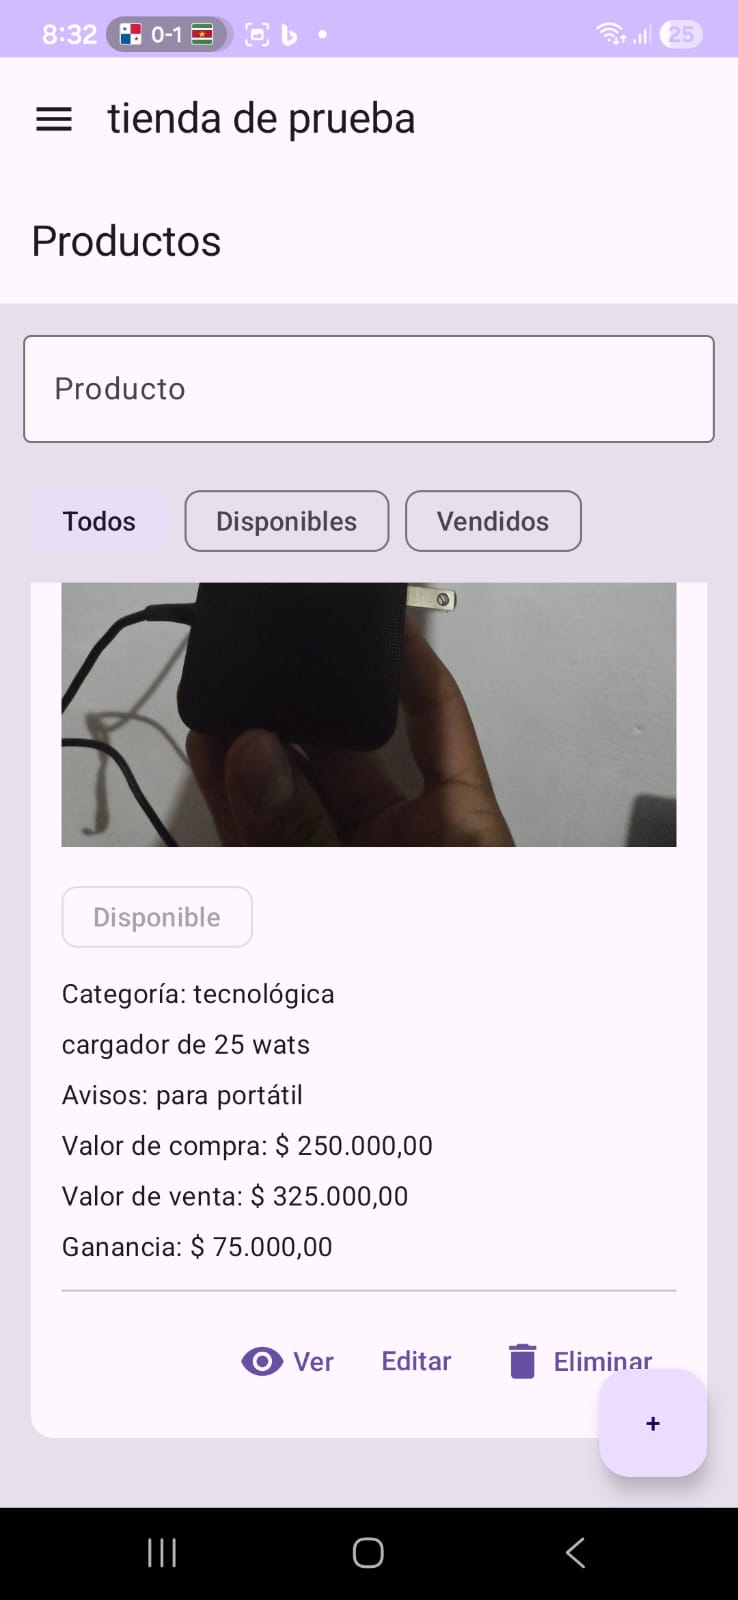 8:32 0-1 25
tienda de prueba
Productos
Producto
Todos Disponibles Vendidos
Disponible
Categoría: tecnológica
cargador de 25 wats
Avisos: para portátil
Valor de compra: $ 250.000,00
Valor de venta: $ 325.000,00
Ganancia: $ 75.000,00
Ver Editar Eliminar
+